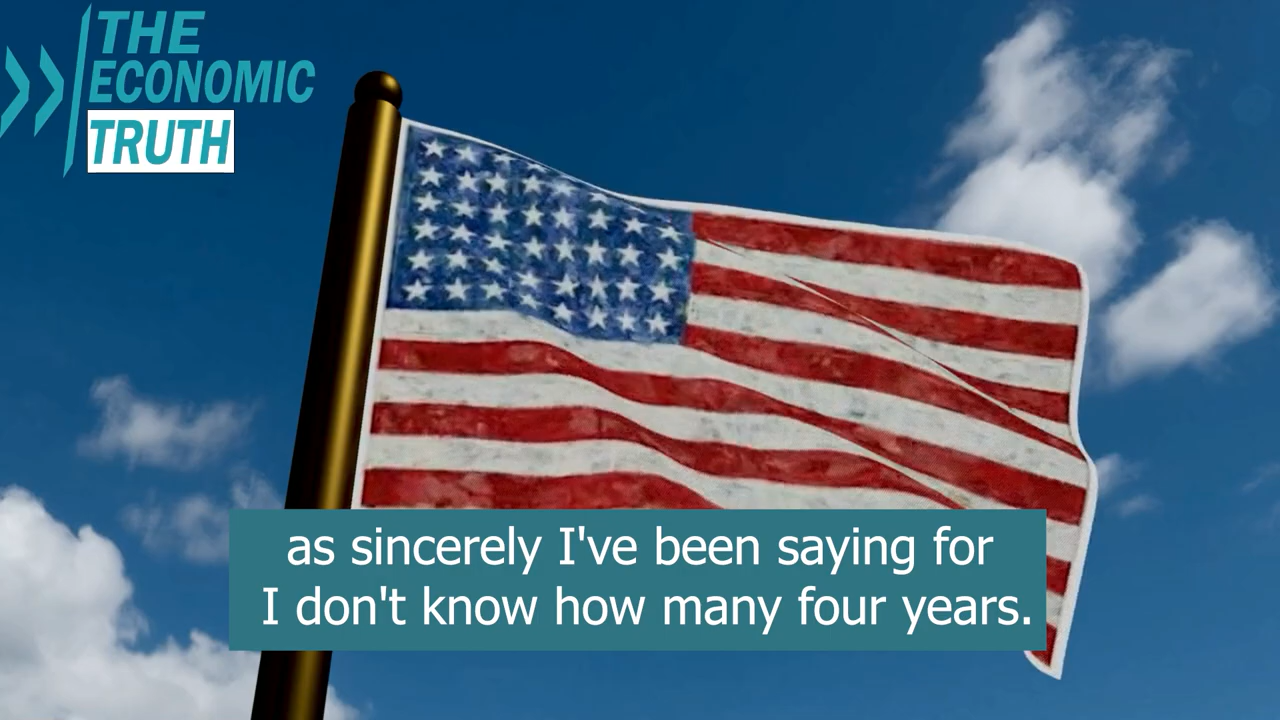 THE
ECONOMIC
TRUTH
as sincerely I've been saying for
I don't know how many four years.